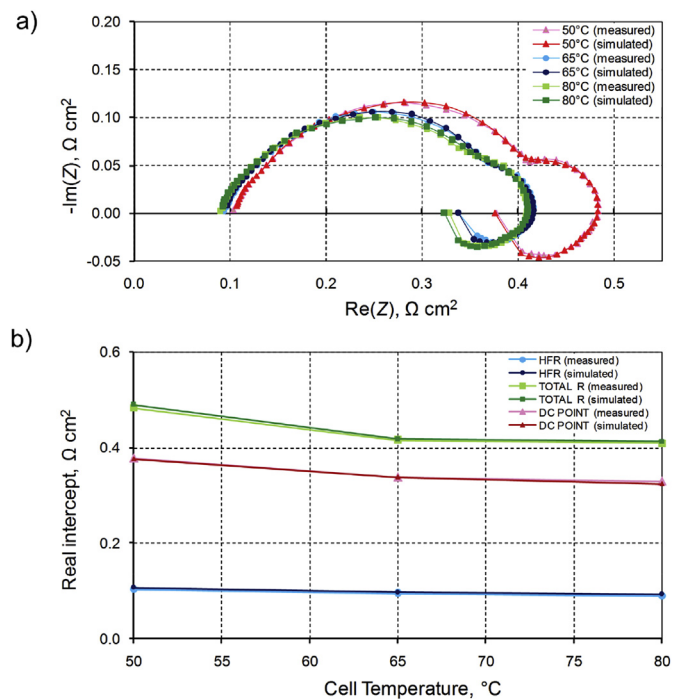 a)
0.20
0.15
0.10
0.05
0.00
-0.05
-Im(Z), Ω cm2
50°C (measured)
50°C (simulated)
65°C (measured)
65°C (simulated)
80°C (measured)
80°C (simulated)
0.0 0.1 0.2 0.3 0.4 0.5
Re(Z), Ω cm2
b)
0.6
0.4
0.2
0.0
Real intercept, Ω cm2
HFR (measured)
HFR (simulated)
TOTAL R (measured)
TOTAL R (simulated)
DC POINT (measured)
DC POINT (simulated)
50 55 60 65 70 75 80
Cell Temperature, °C